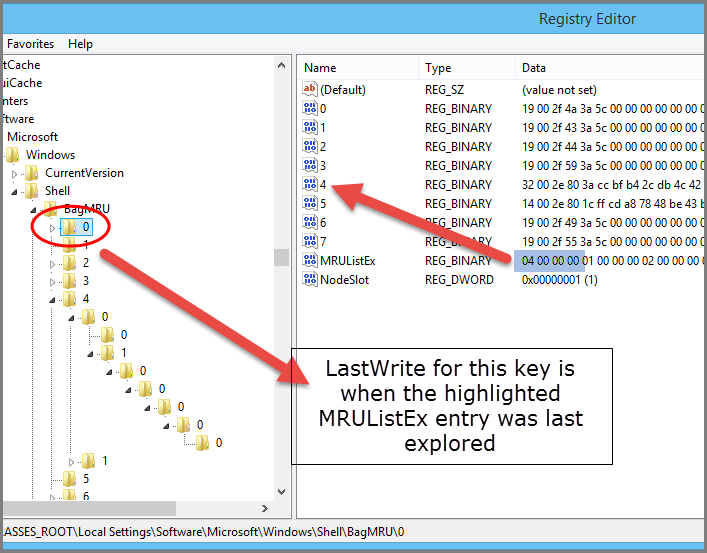 Registry Editor
Favorites Help
tCache
uiCache
nters
ftware
Microsoft
Windows
CurrentVersion
Shell
BagMRU
0
1
2
3
4
0
0
1
0
0
0
0
0
1
5
6
Name Type Data
(Default) REG_SZ (value not set)
0 REG_BINARY 19 00 2f 4a 3a 5c 00 00 00 00 00 00 0
1 REG_BINARY 19 00 2f 43 3a 5c 00 00 00 00 00 00 0
2 REG_BINARY 19 00 2f 44 3a 5c 00 00 00 00 00 00 0
3 REG_BINARY 19 00 2f 59 3a 5c 00 00 00 00 00 00 0
4 REG_BINARY 32 00 2e 80 3a cc bf b4 2c db 4c 42
5 REG_BINARY 14 00 2e 80 1c ff cd a8 78 48 be 43 b
6 REG_BINARY 19 00 2f 49 3a 5c 00 00 00 00 00 00 0
7 REG_BINARY 19 00 2f 55 3a 5c 00 00 00 00 00 00 0
MRUListEx REG_BINARY 04 00 00 00 01 00 00 00 02 00 00 00 0
NodeSlot REG_DWORD 0x00000001 (1)
LastWrite for this key is
when the highlighted
MRUListEx entry was last
explored
ASSES_ROOT\Local Settings\Software\Microsoft\Windows\Shell\BagMRU\0